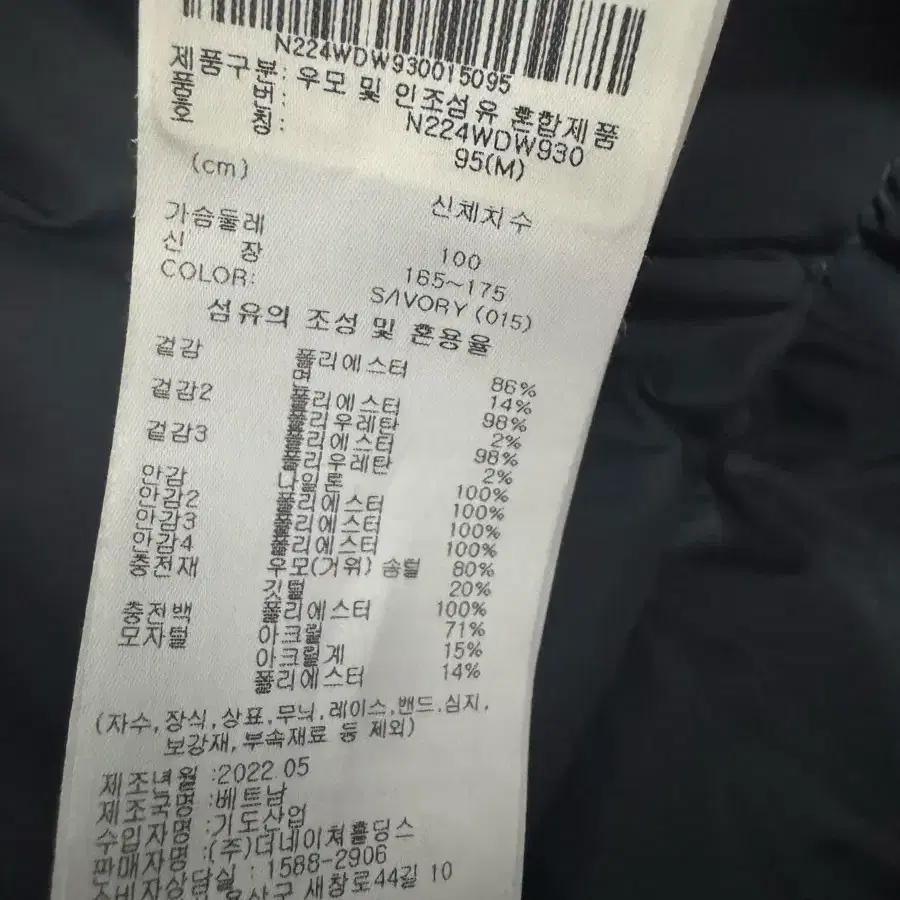 N224WDW930015095
제품구분: 우모 및 인조섬유 혼합제품
품 번: N224WDW930
호 칭: 95(M)
(cm) 신체치수
가슴둘레 100
신 장 165~175
COLOR: SAVORY (015)
섬유의 조성 및 혼용율
겉감 폴리에스터 86%
면 14%
겉감2 폴리에스터 98%
폴리우레탄 2%
겉감3 폴리에스터 98%
폴리우레탄 2%
안감 나일론 100%
안감2 폴리에스터 100%
안감3 폴리에스터 100%
안감4 폴리에스터 100%
충전재 우모(거위) 솜털 80%
깃털 20%
충전백 폴리에스터 100%
모자털 아크릴 71%
아크릴계 15%
폴리에스터 14%
(자수,장식,상표,무늬,레이스,밴드,심지,
보강재,부속재료 등 제외)
제조년월 :2022.05
제조국명 :베트남
수입자명 :기도산업
판매자명 :(주)더네이쳐홀딩스
소비자상담실 : 1588-2906
용산구 새창로44길 10